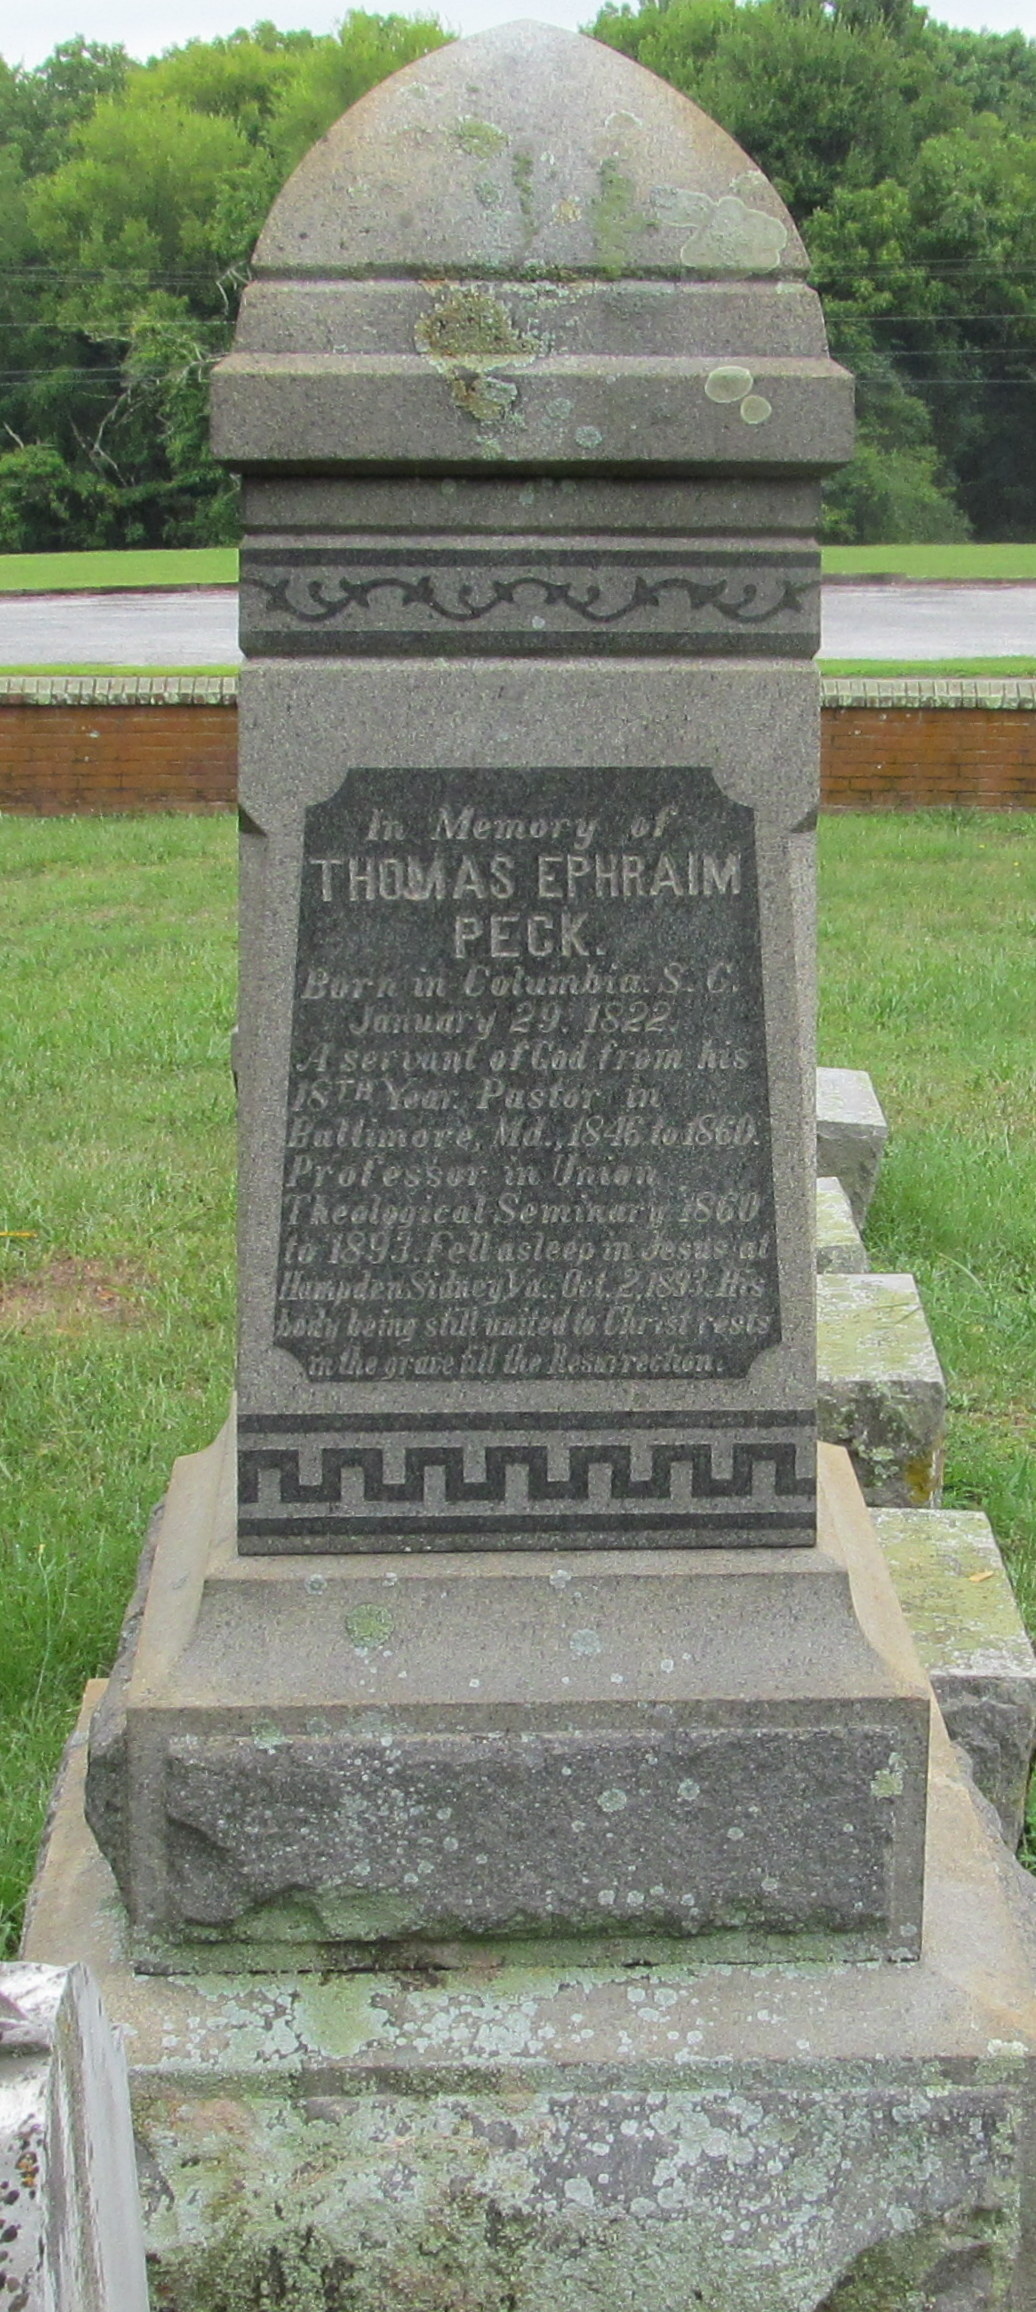 In Memory of
THOMAS EPHRAIM
PECK.
Born in Columbia. S. C.
January 29. 1822.
A servant of God from his
18TH Year. Pastor in
Baltimore, Md., 1846 to 1860.
Professor in Union
Theological Seminary 1860
to 1893. Fell asleep in Jesus at
Hampden, Sidney, Va., Oct. 2, 1893. His
body being still united to Christ rests
in the grave till the Resurrection.